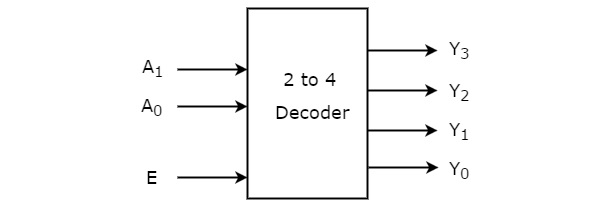 A₁
A₀
E
2 to 4
Decoder
Y₃
Y₂
Y₁
Y₀